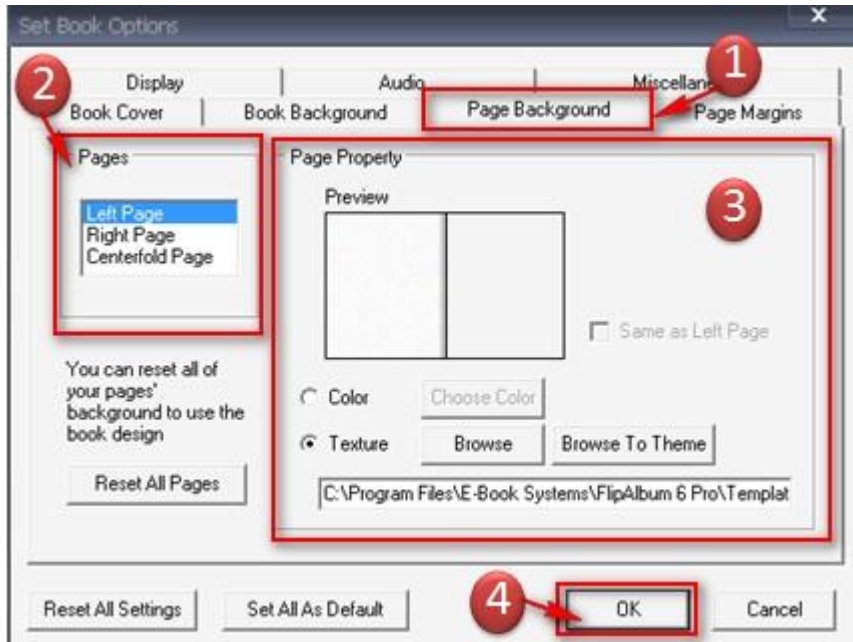 Set Book Options
X
2
1
Display
Audio
Book Cover
Book Background
Page Background
Page Margins
Pages
Page Property
Left Page
Right Page
Centerfold Page
Preview
3
Same as Left Page
You can reset all of
your pages'
background to use the
book design
Color
Choose Color
Texture
Browse
Browse To Theme
Reset All Pages
C:\Program Files\E-Book Systems\FlipAlbum 6 Pro\Templat
4
Reset All Settings
Set All As Default
OK
Cancel